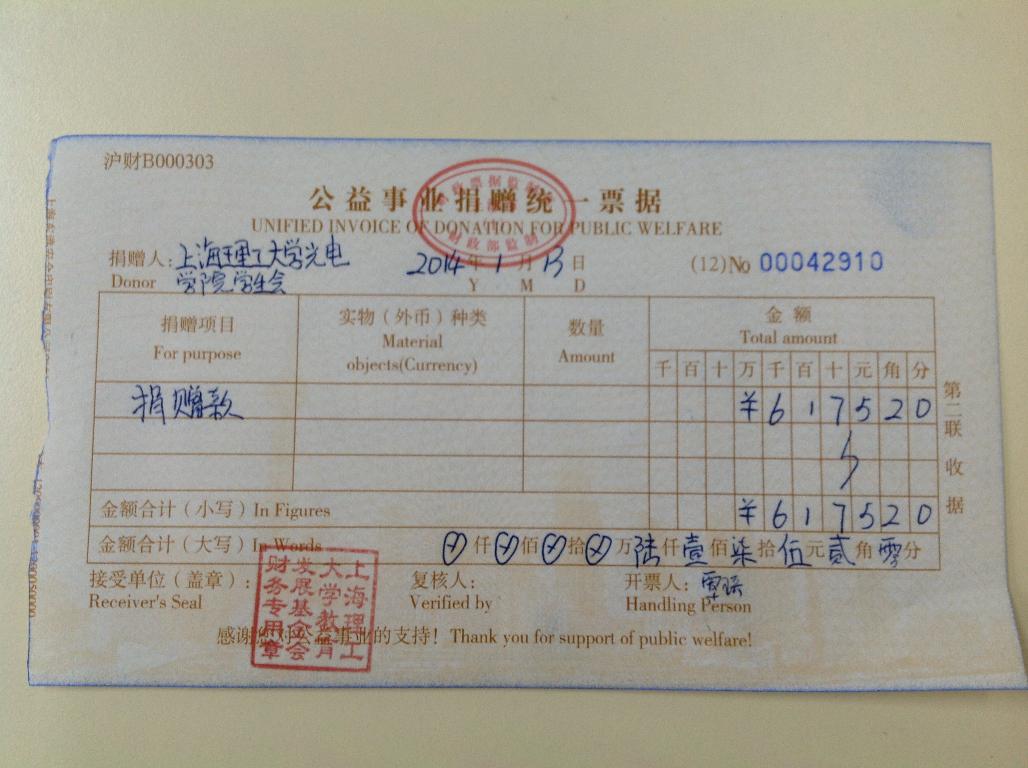 沪财B000303
公益事业捐赠统一票据
UNIFIED INVOICE OF DONATION FOR PUBLIC WELFARE
捐赠人：上海理工大学光电
学院学生会
Donor
2014年1月13日
Y M D
(12)No 00042910
捐赠项目
For purpose
实物（外币）种类
Material
objects(Currency)
数量
Amount
金额
Total amount
千 百 十 万 千 百 十 元 角 分
捐赠款
¥ 6 1 7 5 2 0
金额合计（小写）In Figures
¥ 6 1 7 5 2 0
金额合计（大写）In Words
仟 佰 拾 万 陆 仟 壹 佰 柒 拾 伍 元 贰 角 零 分
第二联 收据
接受单位（盖章）：
Receiver's Seal
复核人：
Verified by
开票人：
Handling Person
感谢您对公益事业的支持！Thank you for support of public welfare!
上海理工
大学教育
发展基金会
财务专用章
财政部监制